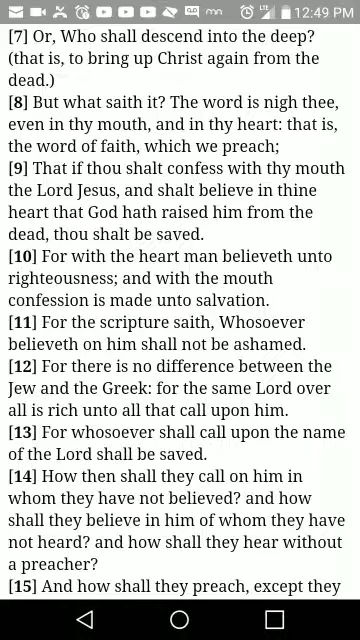 12:49 PM
[7] Or, Who shall descend into the deep?
(that is, to bring up Christ again from the
dead.)
[8] But what saith it? The word is nigh thee,
even in thy mouth, and in thy heart: that is,
the word of faith, which we preach;
[9] That if thou shalt confess with thy mouth
the Lord Jesus, and shalt believe in thine
heart that God hath raised him from the
dead, thou shalt be saved.
[10] For with the heart man believeth unto
righteousness; and with the mouth
confession is made unto salvation.
[11] For the scripture saith, Whosoever
believeth on him shall not be ashamed.
[12] For there is no difference between the
Jew and the Greek: for the same Lord over
all is rich unto all that call upon him.
[13] For whosoever shall call upon the name
of the Lord shall be saved.
[14] How then shall they call on him in
whom they have not believed? and how
shall they believe in him of whom they have
not heard? and how shall they hear without
a preacher?
[15] And how shall they preach, except they